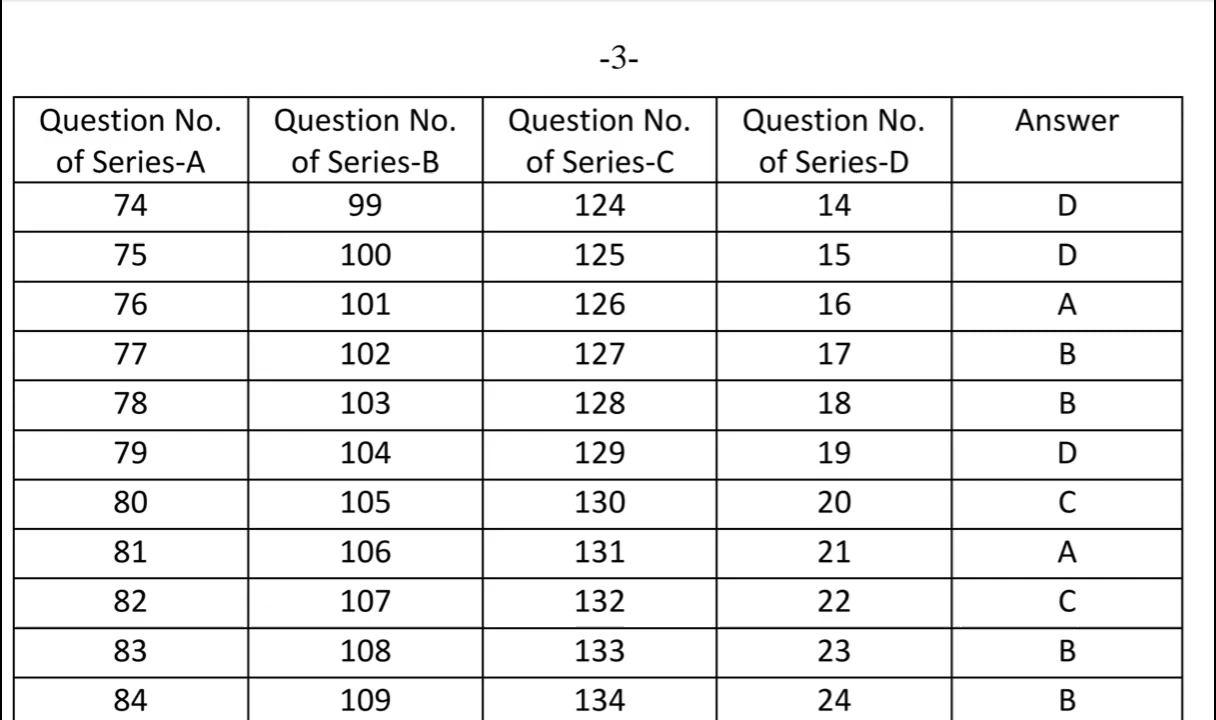 -3-
Question No. of Series-A Question No. of Series-B Question No. of Series-C Question No. of Series-D Answer
74 99 124 14 D
75 100 125 15 D
76 101 126 16 A
77 102 127 17 B
78 103 128 18 B
79 104 129 19 D
80 105 130 20 C
81 106 131 21 A
82 107 132 22 C
83 108 133 23 B
84 109 134 24 B